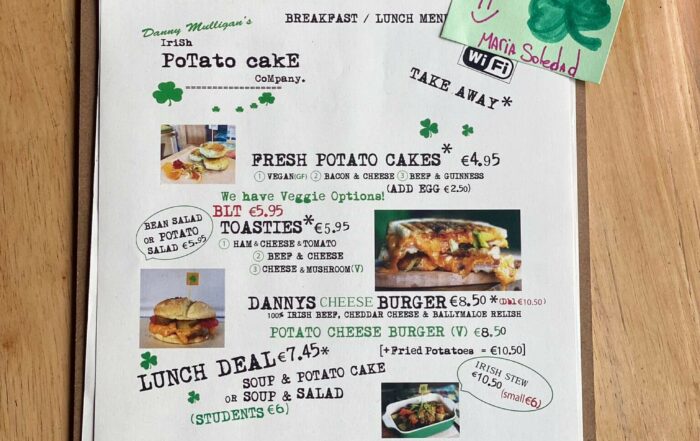 Danny Mulligan's
Irish
PoTato cakE
CoMpany.
BREAKFAST / LUNCH MENU
MARIA SOLEDAD
WiFi
TAKE AWAY*
FRESH POTATO CAKES* €4.95
① VEGAN(GF) ② BACON & CHEESE ③ BEEF & GUINNESS
(ADD EGG €2.50)
We have Veggie Options!
BLT €5.95
BEAN SALAD
OR POTATO
SALAD €5.95
TOASTIES* €5.95
① HAM & CHEESE & TOMATO
② BEEF & CHEESE
③ CHEESE & MUSHROOM (V)
DANNYS CHEESE BURGER €8.50 * (Dbl €10.50)
100% IRISH BEEF, CHEDDAR CHEESE & BALLYMALOE RELISH
POTATO CHEESE BURGER (V) €8.50
[+Fried Potatoes = €10.50]
LUNCH DEAL €7.45*
SOUP & POTATO CAKE
OR SOUP & SALAD
(STUDENTS €6)
IRISH STEW
€10.50
(small €6)